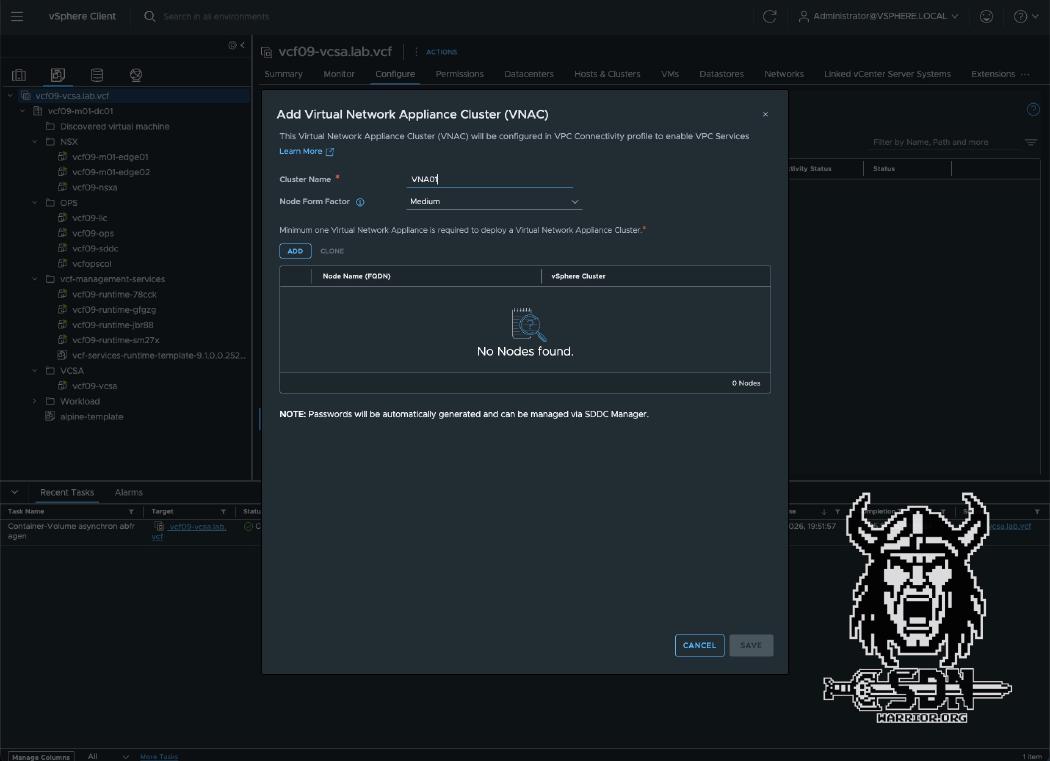 vSphere Client
Search in all environments
Administrator@VSPHERE.LOCAL
vcf09-vcsa.lab.vcf
ACTIONS
Summary Monitor Configure Permissions Datacenters Hosts & Clusters VMs Datastores Networks Linked vCenter Server Systems Extensions ...
vcf09-vcsa.lab.vcf
vcf09-m01-dc01
Discovered virtual machine
NSX
vcf09-m01-edge01
vcf09-m01-edge02
vcf09-nsxa
OPS
vcf09-lic
vcf09-ops
vcf09-sddc
vcfopscol
vcf-management-services
vcf09-runtime-78cck
vcf09-runtime-gfgzg
vcf09-runtime-jbr88
vcf09-runtime-sm27x
vcf-services-runtime-template-9.1.0.0.252...
VCSA
vcf09-vcsa
Workload
alpine-template
Add Virtual Network Appliance Cluster (VNAC)
This Virtual Network Appliance Cluster (VNAC) will be configured in VPC Connectivity profile to enable VPC Services
Learn More
Cluster Name * VNA01
Node Form Factor Medium
Minimum one Virtual Network Appliance is required to deploy a Virtual Network Appliance Cluster.*
ADD CLONE
Node Name (FQDN) vSphere Cluster
No Nodes found.
0 Nodes
NOTE: Passwords will be automatically generated and can be managed via SDDC Manager.
CANCEL SAVE
Filter by Name, Path and more
tivity Status Status
Recent Tasks Alarms
Task Name Target Statu
Container-Volume asynchron abfr
agen
vcf09-vcsa.lab.
vcf
026, 19:51:57
vcsa.lab.vcf
SDN
WARRIOR.ORG
Manage Columns All More Tasks
1 item